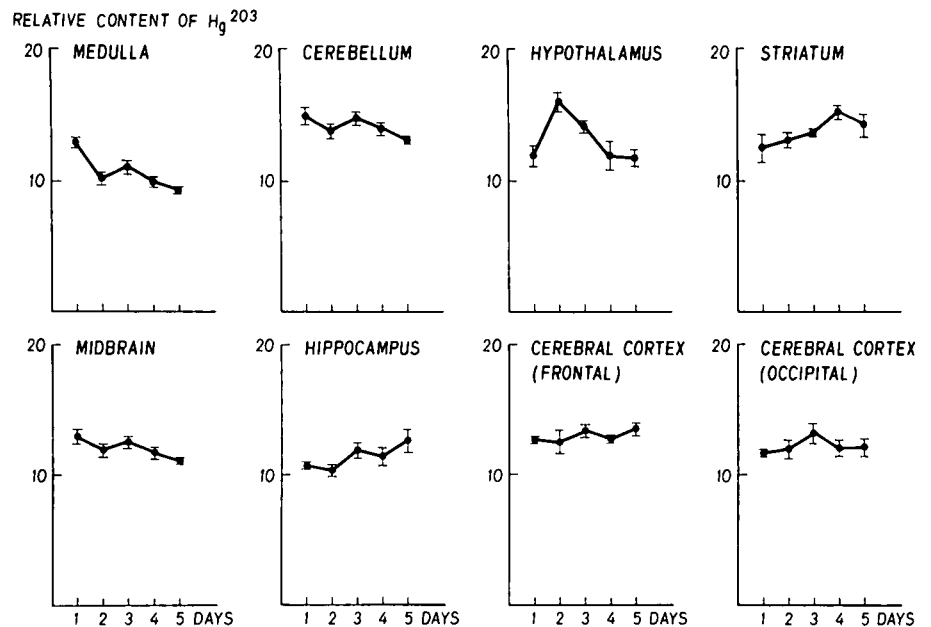 RELATIVE CONTENT OF Hg203
20 MEDULLA
10
20 CEREBELLUM
10
20 HYPOTHALAMUS
10
20 STRIATUM
10
20 MIDBRAIN
10
1 2 3 4 5 DAYS
20 HIPPOCAMPUS
10
1 2 3 4 5 DAYS
20 CEREBRAL CORTEX
(FRONTAL)
10
1 2 3 4 5 DAYS
20 CEREBRAL CORTEX
(OCCIPITAL)
10
1 2 3 4 5 DAYS